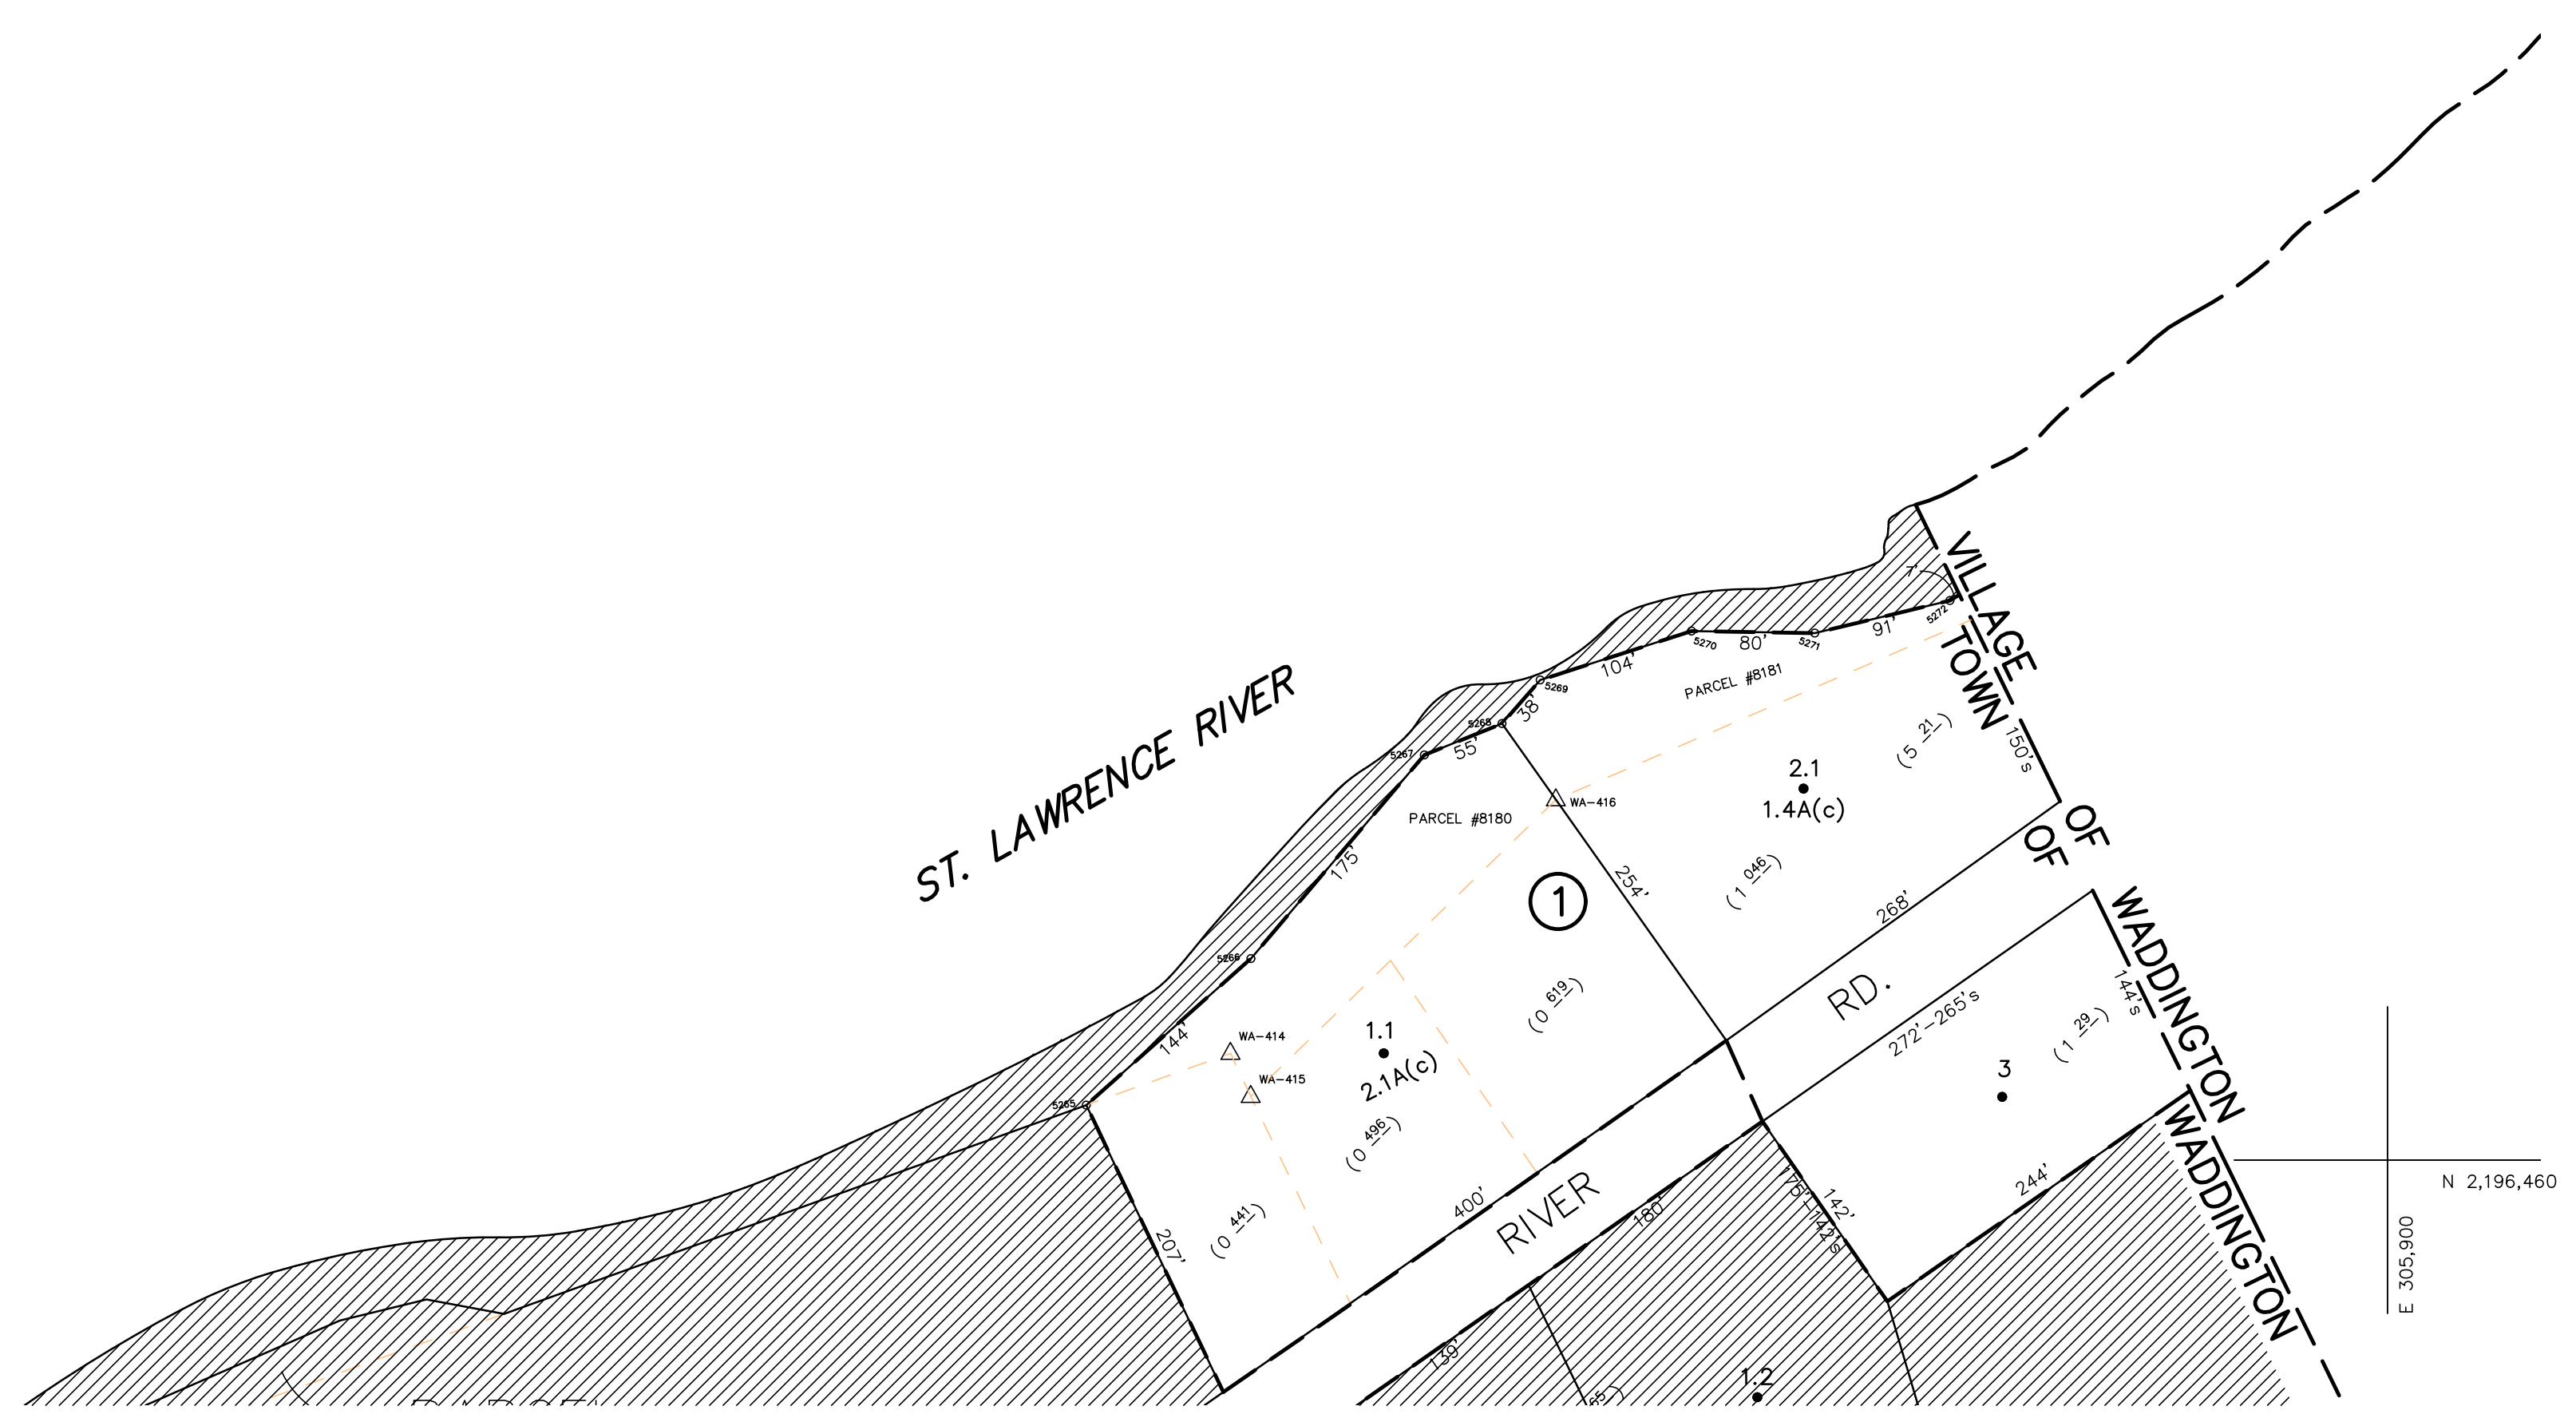 ST. LAWRENCE RIVER
VILLAGE OF WADDINGTON
TOWN OF WADDINGTON
7'
5272
91'
5271
80'
5270
104'
5269
38'
5268
55'
5267
PARCEL #8181
PARCEL #8180
(5 21)
150's
2.1
1.4A(c)
WA-416
175'
(1 046)
254'
1
268'
5266
144'
(0 619)
RIVER RD.
272'-265's
144's
(1 29)
WA-414
WA-415
1.1
2.1A(c)
5265
3
(0 496)
(0 441)
207'
400'
180'
175'-142's
142'
244'
139'
1.2
N 2,196,460
E 305,900